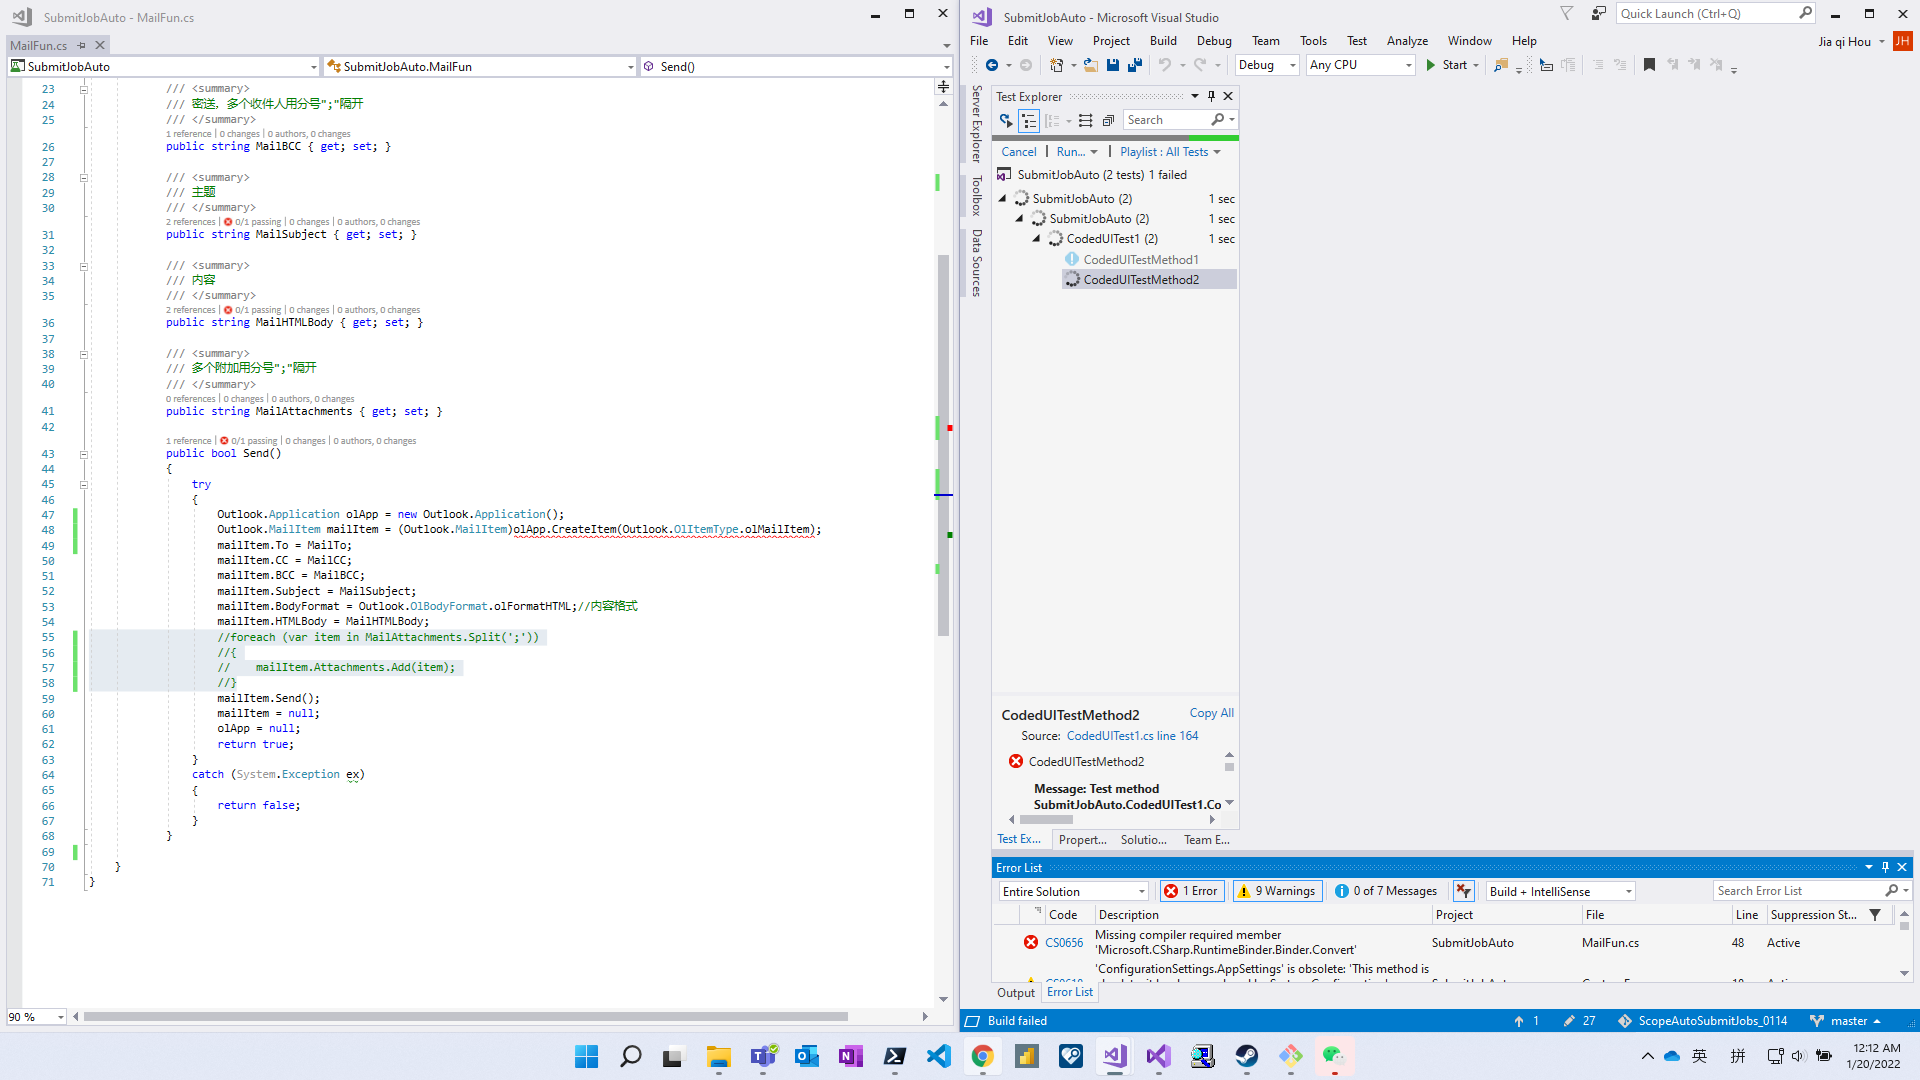 SubmitJobAuto - MailFun.cs
MailFun.cs
SubmitJobAuto
SubmitJobAuto.MailFun
Send()
23 /// <summary>
24 /// 密送，多个收件人用分号";"隔开
25 /// </summary>
1 reference | 0 changes | 0 authors, 0 changes
26 public string MailBCC { get; set; }
27
28 /// <summary>
29 /// 主题
30 /// </summary>
2 references | 0/1 passing | 0 changes | 0 authors, 0 changes
31 public string MailSubject { get; set; }
32
33 /// <summary>
34 /// 内容
35 /// </summary>
2 references | 0/1 passing | 0 changes | 0 authors, 0 changes
36 public string MailHTMLBody { get; set; }
37
38 /// <summary>
39 /// 多个附加用分号";"隔开
40 /// </summary>
0 references | 0 changes | 0 authors, 0 changes
41 public string MailAttachments { get; set; }
42
1 reference | 0/1 passing | 0 changes | 0 authors, 0 changes
43 public bool Send()
44 {
45 try
46 {
47 Outlook.Application olApp = new Outlook.Application();
48 Outlook.MailItem mailItem = (Outlook.MailItem)olApp.CreateItem(Outlook.OlItemType.olMailItem);
49 mailItem.To = MailTo;
50 mailItem.CC = MailCC;
51 mailItem.BCC = MailBCC;
52 mailItem.Subject = MailSubject;
53 mailItem.BodyFormat = Outlook.OlBodyFormat.olFormatHTML;//内容格式
54 mailItem.HTMLBody = MailHTMLBody;
55 //foreach (var item in MailAttachments.Split(';'))
56 //{
57 // mailItem.Attachments.Add(item);
58 //}
59 mailItem.Send();
60 mailItem = null;
61 olApp = null;
62 return true;
63 }
64 catch (System.Exception ex)
65 {
66 return false;
67 }
68 }
69
70 }
71 }
90 %
SubmitJobAuto - Microsoft Visual Studio
Quick Launch (Ctrl+Q)
File Edit View Project Build Debug Team Tools Test Analyze Window Help
Jia qi Hou JH
Debug Any CPU Start
Server Explorer
Toolbox
Data Sources
Test Explorer
Search
Cancel | Run... | Playlist : All Tests
SubmitJobAuto (2 tests) 1 failed
SubmitJobAuto (2) 1 sec
SubmitJobAuto (2) 1 sec
CodedUITest1 (2) 1 sec
CodedUITestMethod1
CodedUITestMethod2
CodedUITestMethod2 Copy All
Source: CodedUITest1.cs line 164
CodedUITestMethod2
Message: Test method
SubmitJobAuto.CodedUITest1.Co
Test Ex... Propert... Solutio... Team E...
Error List
Entire Solution 1 Error 9 Warnings 0 of 7 Messages Build + IntelliSense Search Error List
Code Description Project File Line Suppression St...
CS0656 Missing compiler required member 'Microsoft.CSharp.RuntimeBinder.Binder.Convert' SubmitJobAuto MailFun.cs 48 Active
'ConfigurationSettings.AppSettings' is obsolete: 'This method is
Output Error List
Build failed
1 27 ScopeAutoSubmitJobs_0114 master
英 拼
12:12 AM
1/20/2022